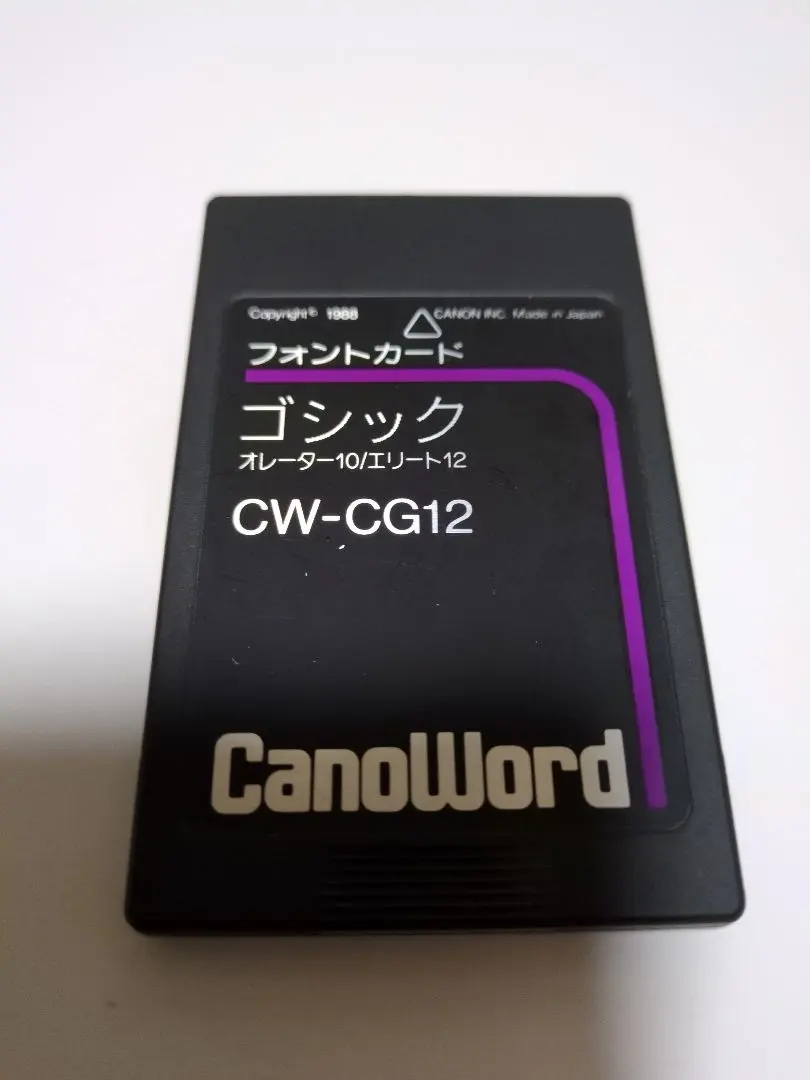 Copyright© 1988 CANON INC. Made in Japan
フォントカード
ゴシック
オレーター10/エリート12
CW-CG12
CanoWord